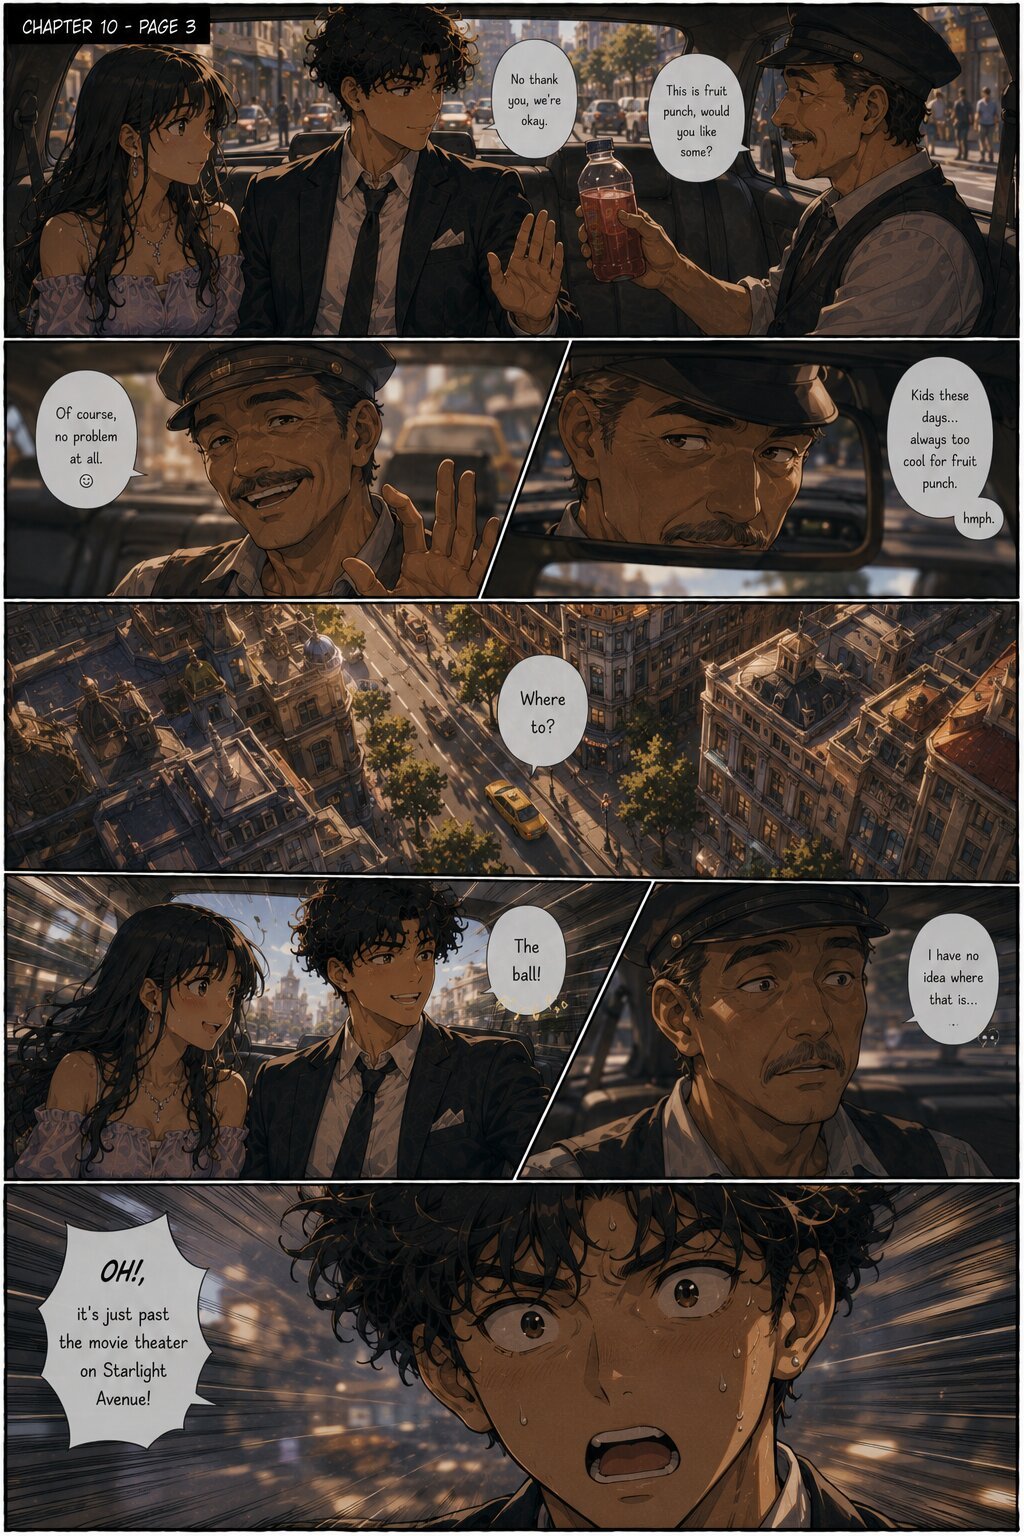 CHAPTER 10 - PAGE 3
This is fruit
punch, would
you like
some?
No thank
you, we're
okay.
Of course,
no problem
at all.
☺
Kids these
days...
always too
cool for fruit
punch.
hmph.
Where
to?
The
ball!
I have no
idea where
that is...
...
OH!,
it's just past
the movie theater
on Starlight
Avenue!